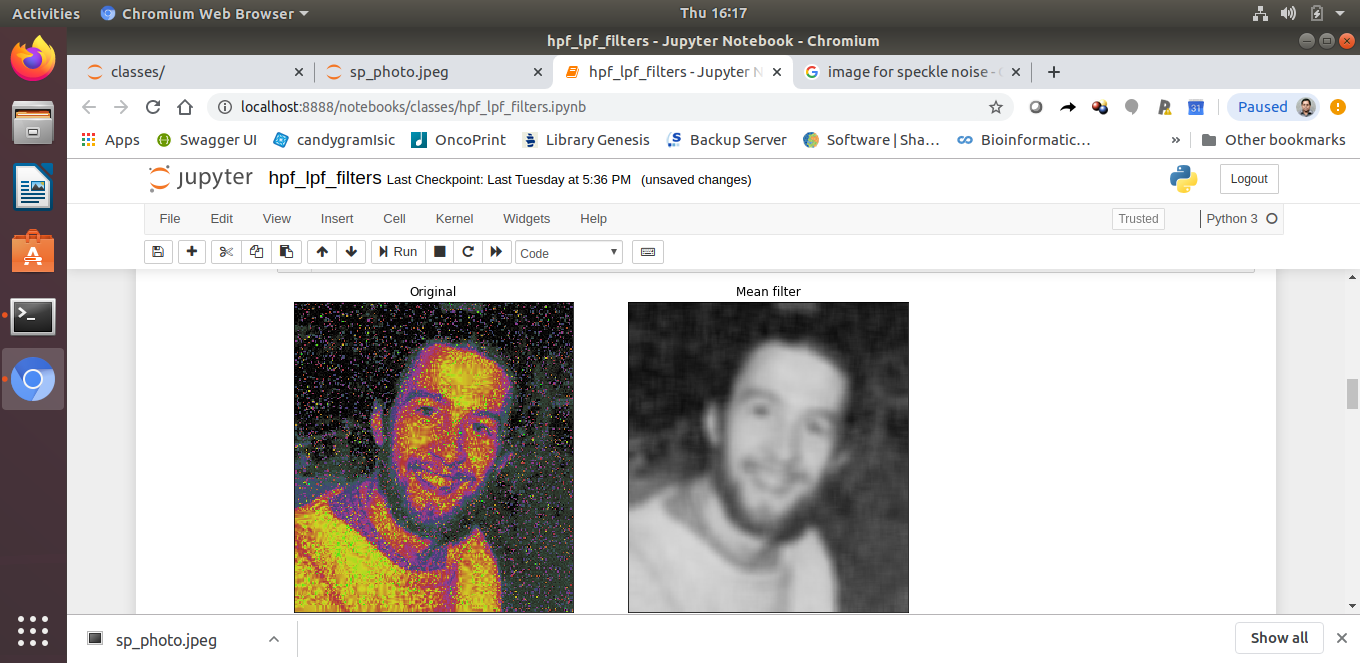 Activities Chromium Web Browser Thu 16:17
hpf_lpf_filters - Jupyter Notebook - Chromium
classes/ sp_photo.jpeg hpf_lpf_filters - Jupyter N image for speckle noise -
localhost:8888/notebooks/classes/hpf_lpf_filters.ipynb 31 Paused
Apps Swagger UI candygramIsic OncoPrint Library Genesis Backup Server Software | Sha... Bioinformatic... » Other bookmarks
jupyter hpf_lpf_filters Last Checkpoint: Last Tuesday at 5:36 PM (unsaved changes) Logout
File Edit View Insert Cell Kernel Widgets Help Trusted Python 3
Run Code
Original Mean filter
sp_photo.jpeg Show all